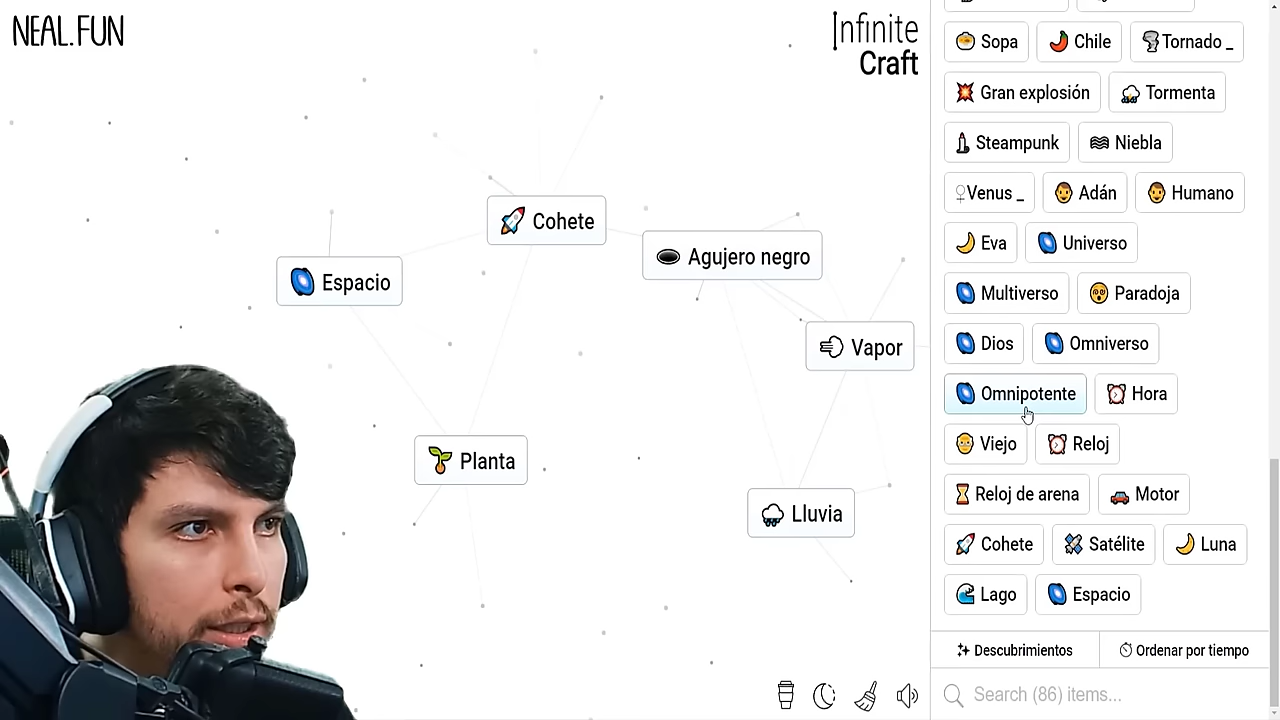 NEAL.FUN
Infinite
Craft
Cohete
Espacio
Agujero negro
Vapor
Planta
Lluvia
Sopa Chile Tornado _
Gran explosión Tormenta
Steampunk Niebla
Venus _ Adán Humano
Eva Universo
Multiverso Paradoja
Dios Omniverso
Omnipotente Hora
Viejo Reloj
Reloj de arena Motor
Cohete Satélite Luna
Lago Espacio
Descubrimientos Ordenar por tiempo
Search (86) items...